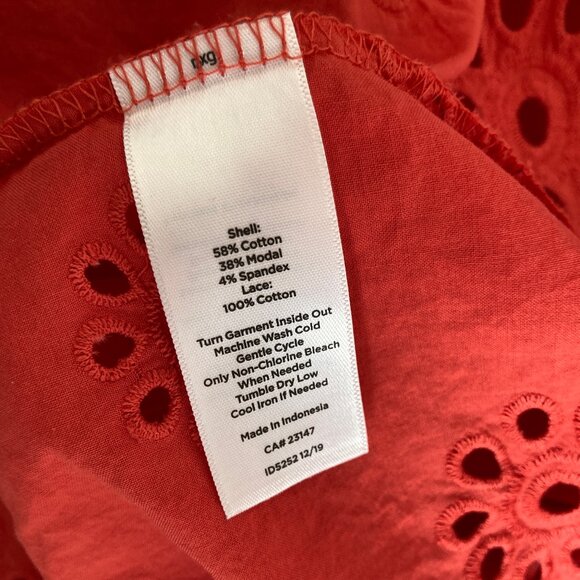 Shell:
58% Cotton
38% Modal
4% Spandex
Lace:
100% Cotton
Turn Garment Inside Out
Machine Wash Cold
Gentle Cycle
Only Non-Chlorine Bleach
When Needed
Tumble Dry Low
Cool Iron If Needed
Made in Indonesia
CA# 23147
ID5252 12/19